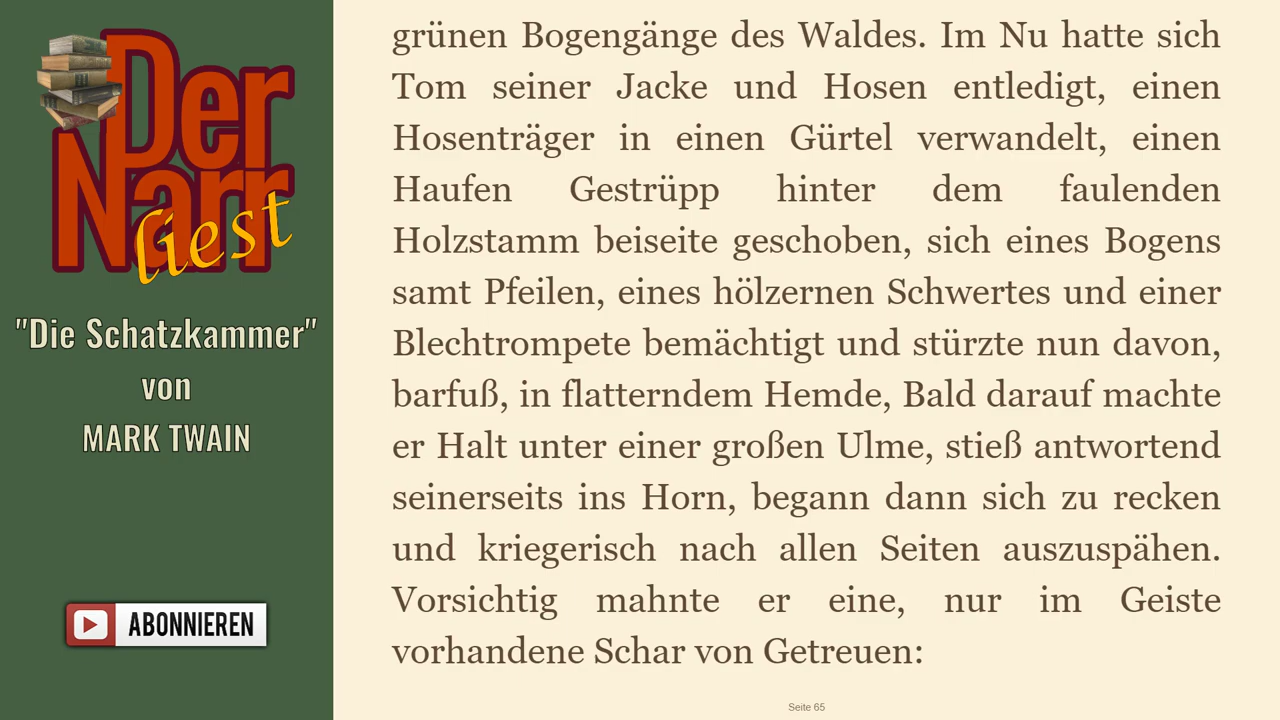 Der
Narr
liest
"Die Schatzkammer"
von
MARK TWAIN
ABONNIEREN
grünen Bogengänge des Waldes. Im Nu hatte sich
Tom seiner Jacke und Hosen entledigt, einen
Hosenträger in einen Gürtel verwandelt, einen
Haufen Gestrüpp hinter dem faulenden
Holzstamm beiseite geschoben, sich eines Bogens
samt Pfeilen, eines hölzernen Schwertes und einer
Blechtrompete bemächtigt und stürzte nun davon,
barfuß, in flatterndem Hemde, Bald darauf machte
er Halt unter einer großen Ulme, stieß antwortend
seinerseits ins Horn, begann dann sich zu recken
und kriegerisch nach allen Seiten auszuspähen.
Vorsichtig mahnte er eine, nur im Geiste
vorhandene Schar von Getreuen:
Seite 65